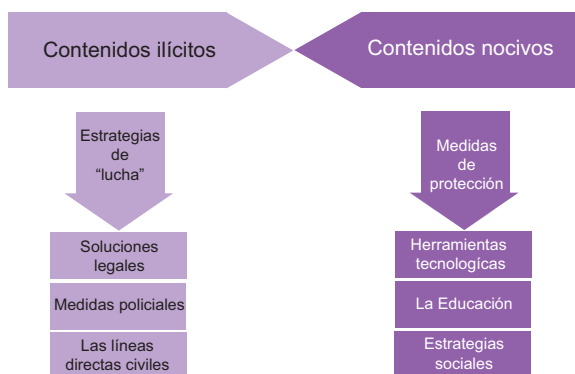 Contenidos ilícitos
Estrategias
de
“lucha”
Soluciones
legales
Medidas policiales
Las líneas
directas civiles
Contenidos nocivos
Medidas
de
protección
Herramientas
tecnologícas
La Educación
Estrategias
sociales